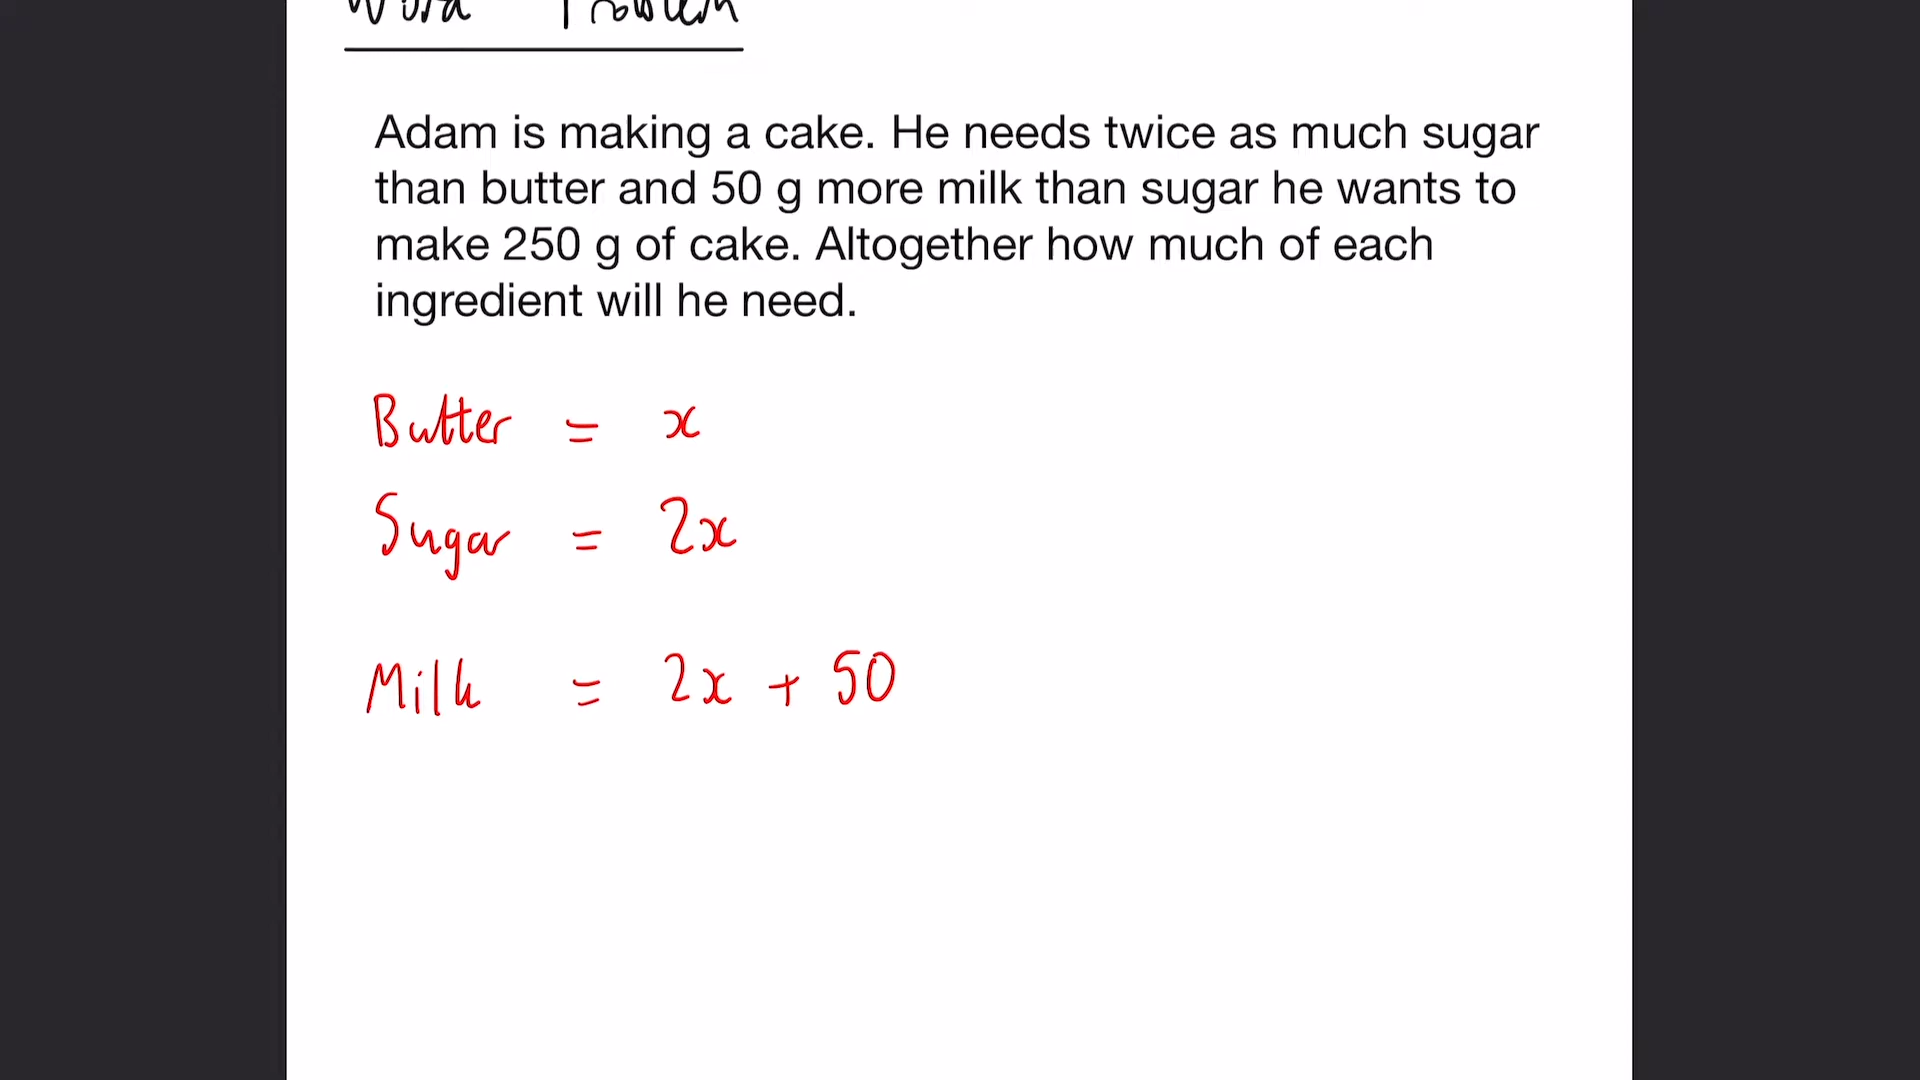 Word Problem
Adam is making a cake. He needs twice as much sugar
than butter and 50 g more milk than sugar he wants to
make 250 g of cake. Altogether how much of each
ingredient will he need.
Butter = x
Sugar = 2x
Milk = 2x + 50